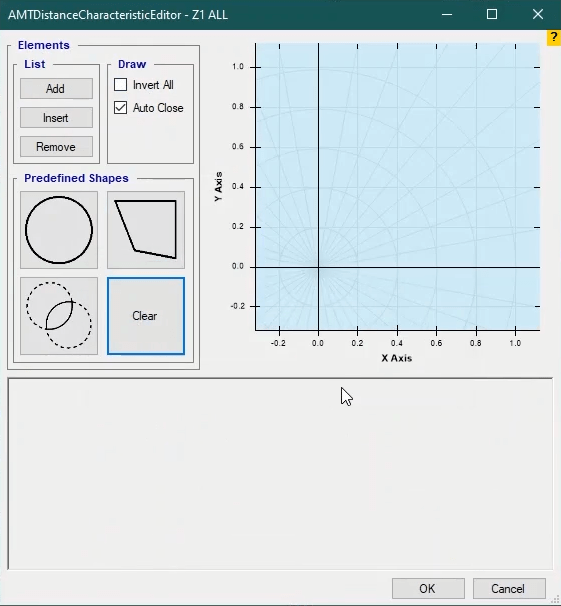 AMTDistanceCharacteristicEditor - Z1 ALL
?
Elements
List
Add
Insert
Remove
Draw
Invert All
Auto Close
Predefined Shapes
Clear
Y Axis
1.0
0.8
0.6
0.4
0.2
0.0
-0.2
-0.2 0.0 0.2 0.4 0.6 0.8 1.0
X Axis
OK
Cancel